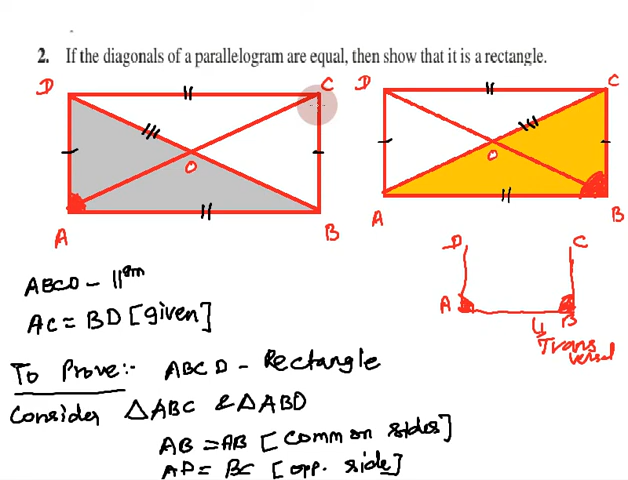 2. If the diagonals of a parallelogram are equal, then show that it is a rectangle.
D C
O
A B
D C
O
A B
D C
A B
Transversal
ABCD - ||gm
AC = BD [given]
To Prove:- ABCD - Rectangle
Consider △ABC & △ABD
AB = AB [Common sides]
AD = BC [opp. side]